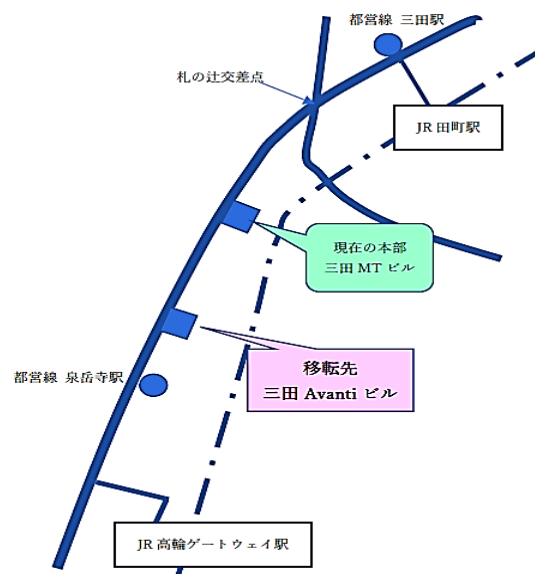 都営線 三田駅
札の辻交差点
JR 田町駅
現在の本部
三田 MT ビル
移転先
三田 Avanti ビル
都営線 泉岳寺駅
JR 高輪ゲートウェイ駅